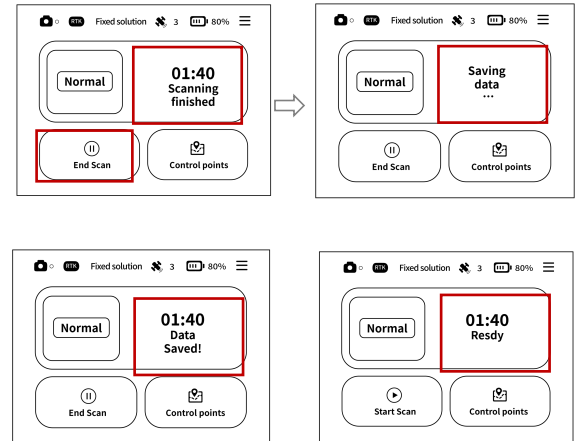 RTK Fixed solution 3 80%
Normal
01:40
Scanning
finished
End Scan
Control points
RTK Fixed solution 3 80%
Normal
Saving
data
...
End Scan
Control points
RTK Fixed solution 3 80%
Normal
01:40
Data
Saved!
End Scan
Control points
RTK Fixed solution 3 80%
Normal
01:40
Resdy
Start Scan
Control points